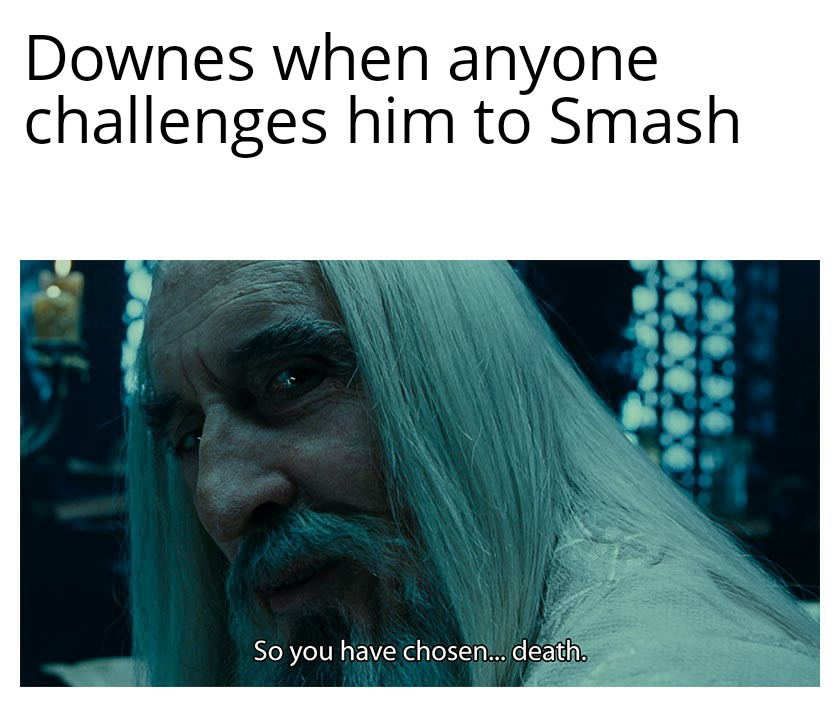 Downes when anyone
challenges him to Smash
So you have chosen... death.